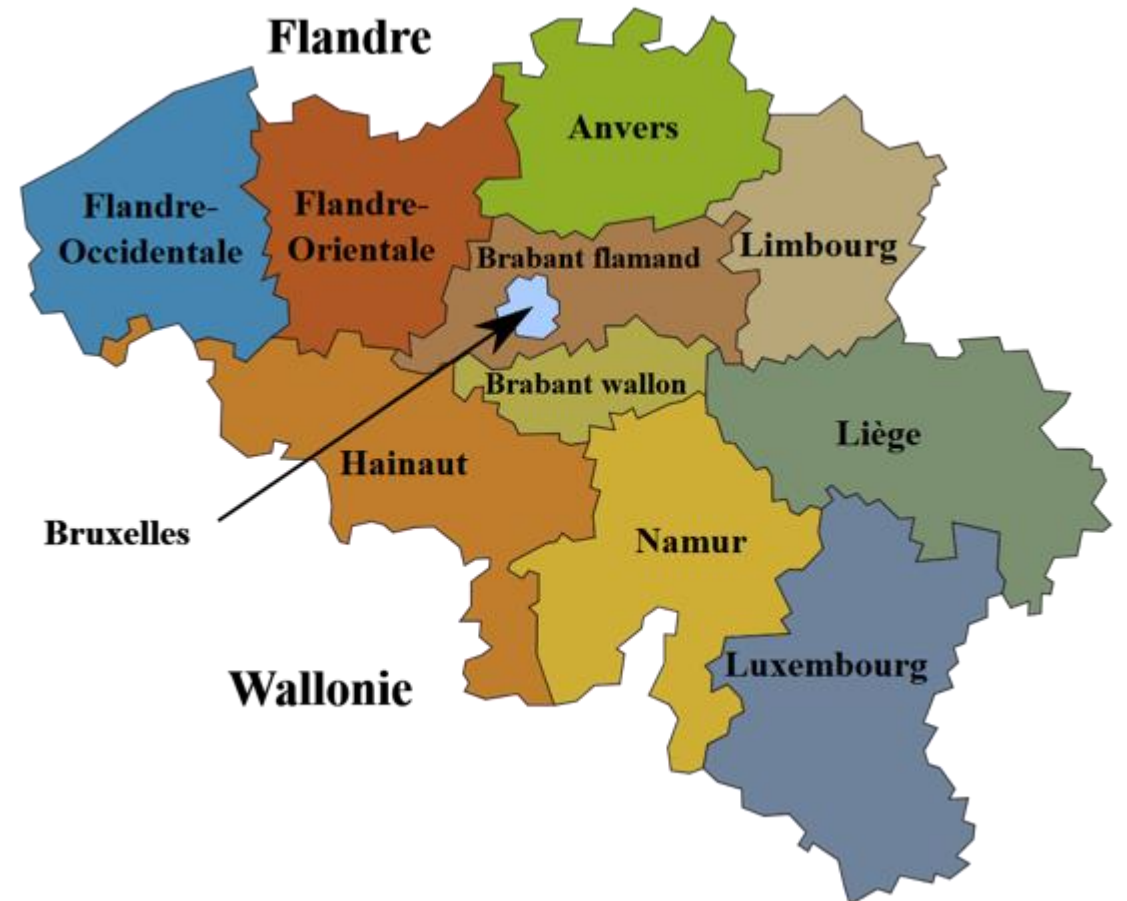 Flandre
Anvers
Flandre-
Occidentale
Flandre-
Orientale
Brabant flamand
Limbourg
Brabant wallon
Liège
Hainaut
Bruxelles
Namur
Luxembourg
Wallonie